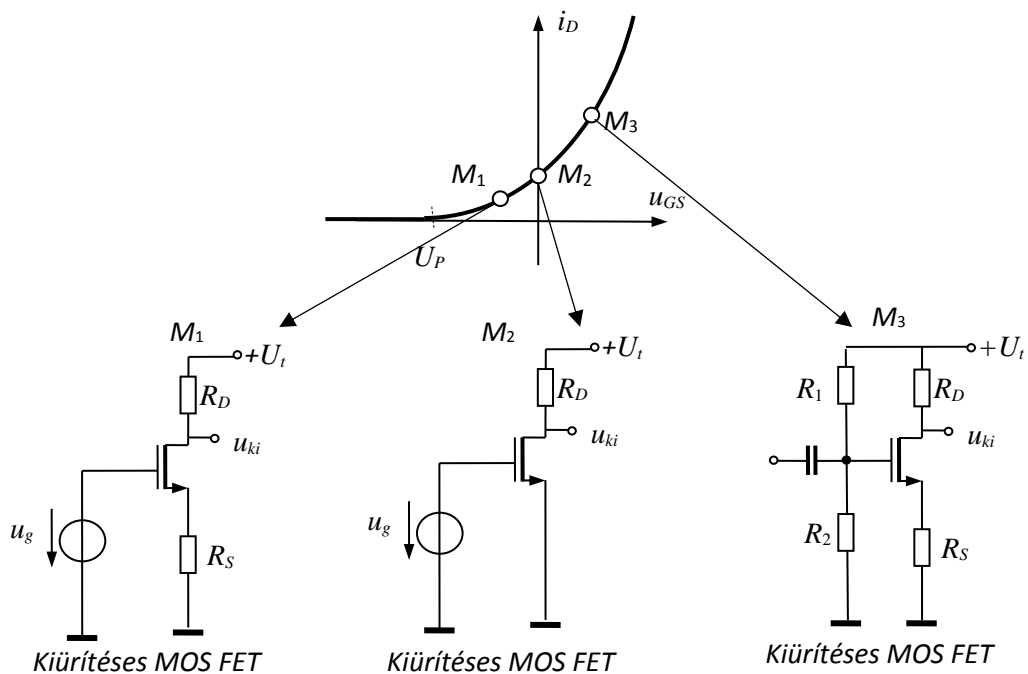 i_D
M_3
M_1
M_2
u_GS
U_P
M_1
+U_t
R_D
u_ki
u_g
R_S
Kiürítéses MOS FET
M_2
+U_t
R_D
u_ki
u_g
Kiürítéses MOS FET
M_3
+U_t
R_1
R_D
u_ki
R_2
R_S
Kiürítéses MOS FET